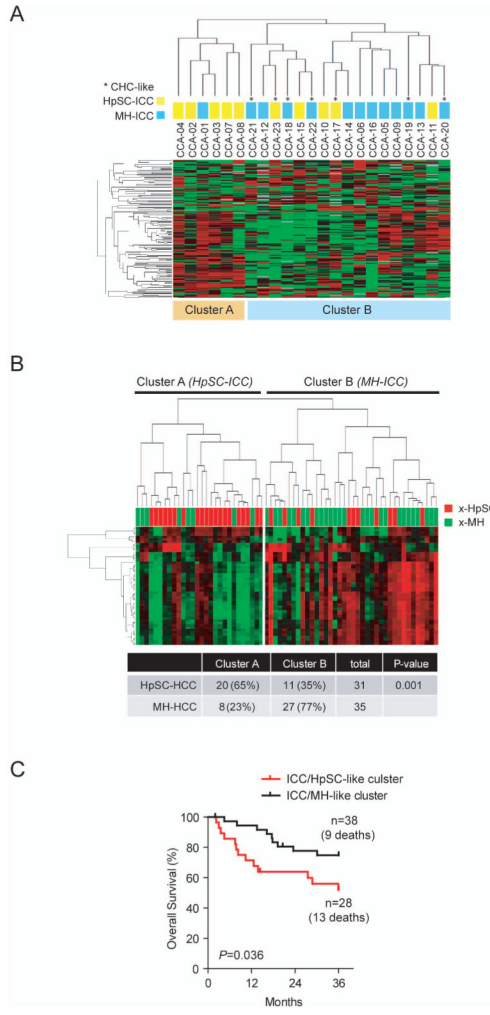 A
* CHC-like
HpSC-ICC
MH-ICC
CCA-04
CCA-02
CCA-01
CCA-03
CCA-07
CCA-08
CCA-21
CCA-12
CCA-23
CCA-18
CCA-15
CCA-22
CCA-10
CCA-17
CCA-14
CCA-06
CCA-16
CCA-05
CCA-09
CCA-19
CCA-13
CCA-11
CCA-20
Cluster A
Cluster B
B
Cluster A (HpSC-ICC)
Cluster B (MH-ICC)
x-HpSC
x-MH
Cluster A Cluster B total P-value
HpSC-HCC 20 (65%) 11 (35%) 31 0.001
MH-HCC 8 (23%) 27 (77%) 35
C
ICC/HpSC-like culster
ICC/MH-like cluster
Overall Survival (%)
100
80
60
40
20
0
n=38
(9 deaths)
n=28
(13 deaths)
P=0.036
0 12 24 36
Months